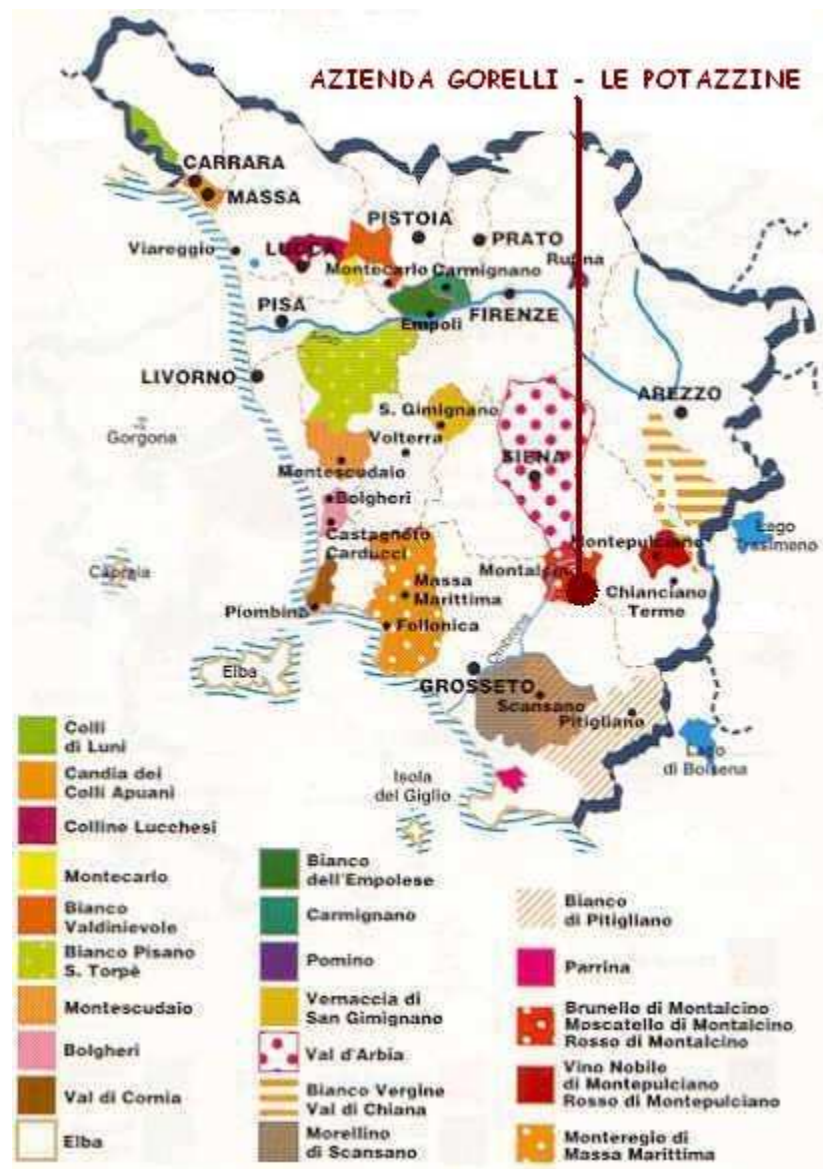 AZIENDA GORELLI - LE POTAZZINE
CARRARA
MASSA
PISTOIA
PRATO
Viareggio
LUCCA
Rufina
Montecarlo Carmignano
PISA
FIRENZE
Empoli
Arno
LIVORNO
AREZZO
S. Gimignano
Gorgona
Volterra
SIENA
Montescudaio
Bolgheri
Lago
Trasimeno
Castagneto
Carducci
Montepulciano
Capraia
Massa
Marittima
Montalcino
Chianciano
Terme
Piombino
Follonica
Ombrone
Elba
GROSSETO
Scansano
Pitigliano
Lago
di Bolsena
Isola
del Giglio
Colli
di Luni
Candia dei
Colli Apuani
Colline Lucchesi
Montecarlo
Bianco
Valdinievole
Bianco Pisano
S. Torpè
Montescudaio
Bolgheri
Val di Cornia
Elba
Bianco
dell'Empolese
Carmignano
Pomino
Vernaccia di
San Gimignano
Val d'Arbia
Bianco Vergine
Val di Chiana
Morellino
di Scansano
Bianco
di Pitigliano
Parrina
Brunello di Montalcino
Moscatello di Montalcino
Rosso di Montalcino
Vino Nobile
di Montepulciano
Rosso di Montepulciano
Monteregio di
Massa Marittima